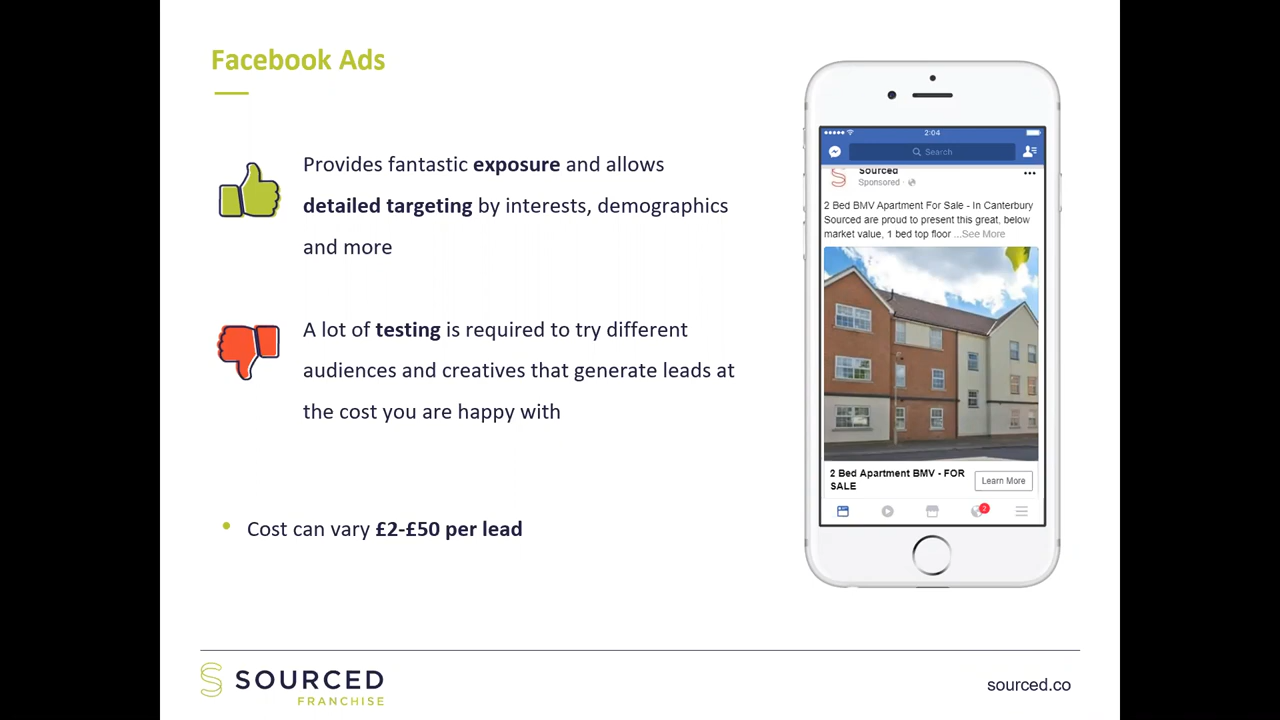 Facebook Ads
Provides fantastic exposure and allows
detailed targeting by interests, demographics
and more
A lot of testing is required to try different
audiences and creatives that generate leads at
the cost you are happy with
• Cost can vary £2-£50 per lead
2:04
Search
Sourced
Sponsored ·
2 Bed BMV Apartment For Sale - In Canterbury
Sourced are proud to present this great, below
market value, 1 bed top floor ...See More
2 Bed Apartment BMV - FOR
SALE
Learn More
2
SOURCED
FRANCHISE
sourced.co